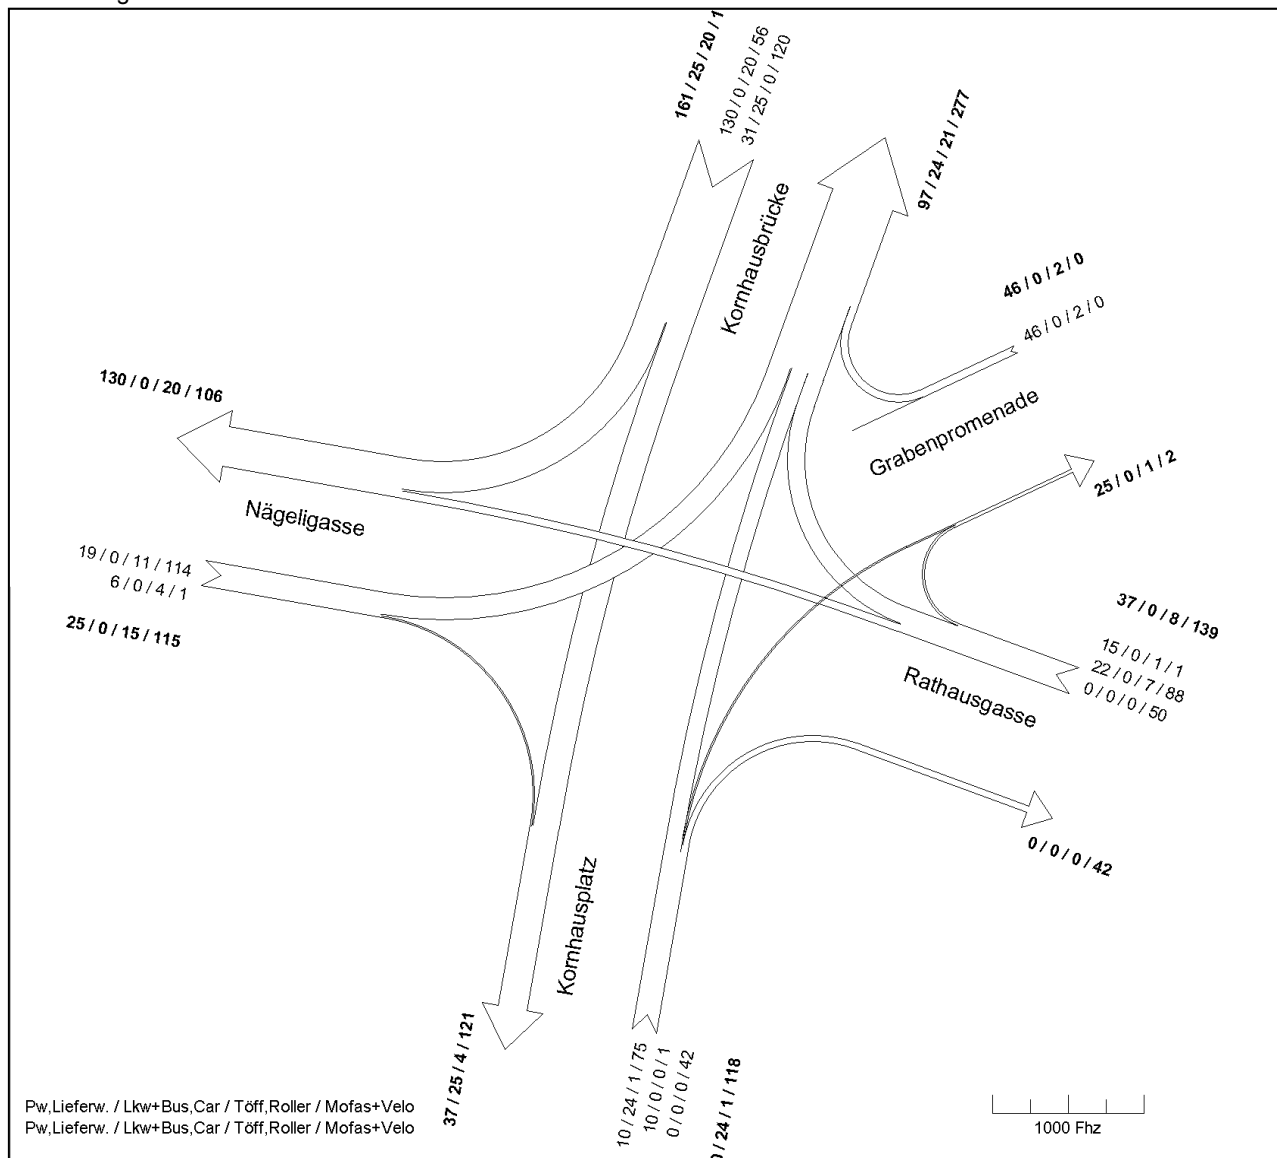 161 / 25 / 20 / 1
130 / 0 / 20 / 56
31 / 25 / 0 / 120
Kornhausbrücke
97 / 24 / 21 / 277
46 / 0 / 2 / 0
46 / 0 / 2 / 0
Grabenpromenade
130 / 0 / 20 / 106
Nägeligasse
25 / 0 / 1 / 2
19 / 0 / 11 / 114
6 / 0 / 4 / 1
25 / 0 / 15 / 115
37 / 0 / 8 / 139
15 / 0 / 1 / 1
22 / 0 / 7 / 88
0 / 0 / 0 / 50
Rathausgasse
0 / 0 / 0 / 42
Kornhausplatz
37 / 25 / 4 / 121
10 / 24 / 1 / 75
10 / 0 / 0 / 1
0 / 0 / 0 / 42
/ 24 / 1 / 118
Pw,Lieferw. / Lkw+Bus,Car / Töff,Roller / Mofas+Velo
Pw,Lieferw. / Lkw+Bus,Car / Töff,Roller / Mofas+Velo
1000 Fhz